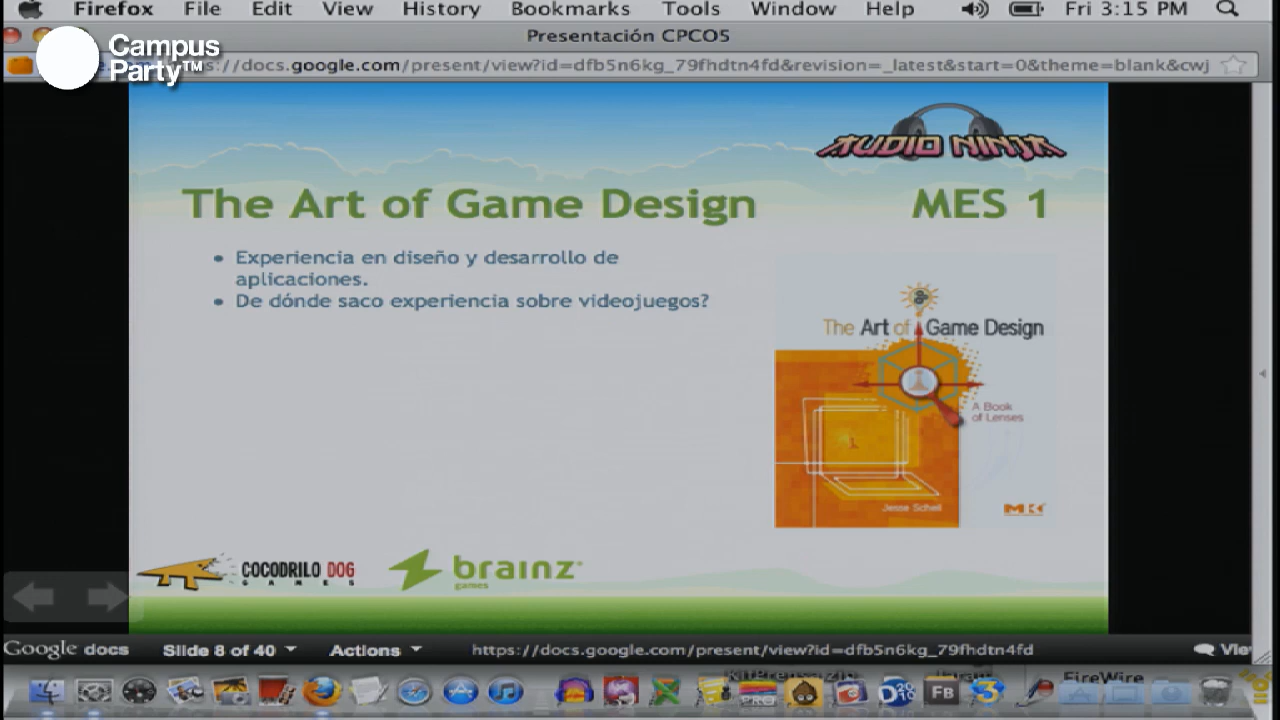 Firefox File Edit View History Bookmarks Tools Window Help Fri 3:15 PM
Presentación CPCO5
Campus
Party™
s://docs.google.com/present/view?id=dfb5n6kg_79fhdtn4fd&revision=_latest&start=0&theme=blank&cwj
AUDIO NINJA
The Art of Game Design MES 1
• Experiencia en diseño y desarrollo de
aplicaciones.
• De dónde saco experiencia sobre videojuegos?
The Art of Game Design
A Book
of Lenses
Jesse Schell
MK
COCODRILO DOG
GAMES
brainz
games
Google docs Slide 8 of 40 Actions https://docs.google.com/present/view?id=dfb5n6kg_79fhdtn4fd Vie
FireWire
FB